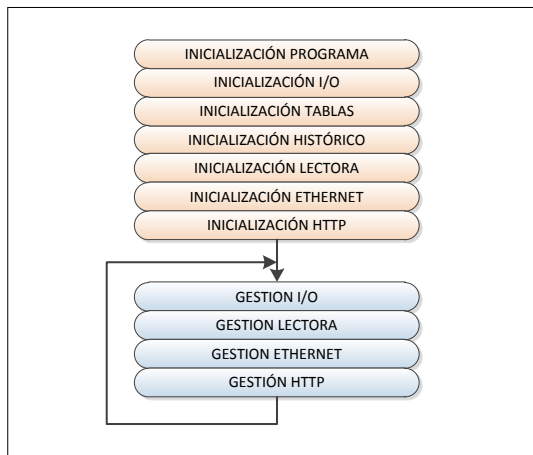 INICIALIZACIÓN PROGRAMA
INICIALIZACIÓN I/O
INICIALIZACIÓN TABLAS
INICIALIZACIÓN HISTÓRICO
INICIALIZACIÓN LECTORA
INICIALIZACIÓN ETHERNET
INICIALIZACIÓN HTTP
GESTION I/O
GESTION LECTORA
GESTION ETHERNET
GESTIÓN HTTP